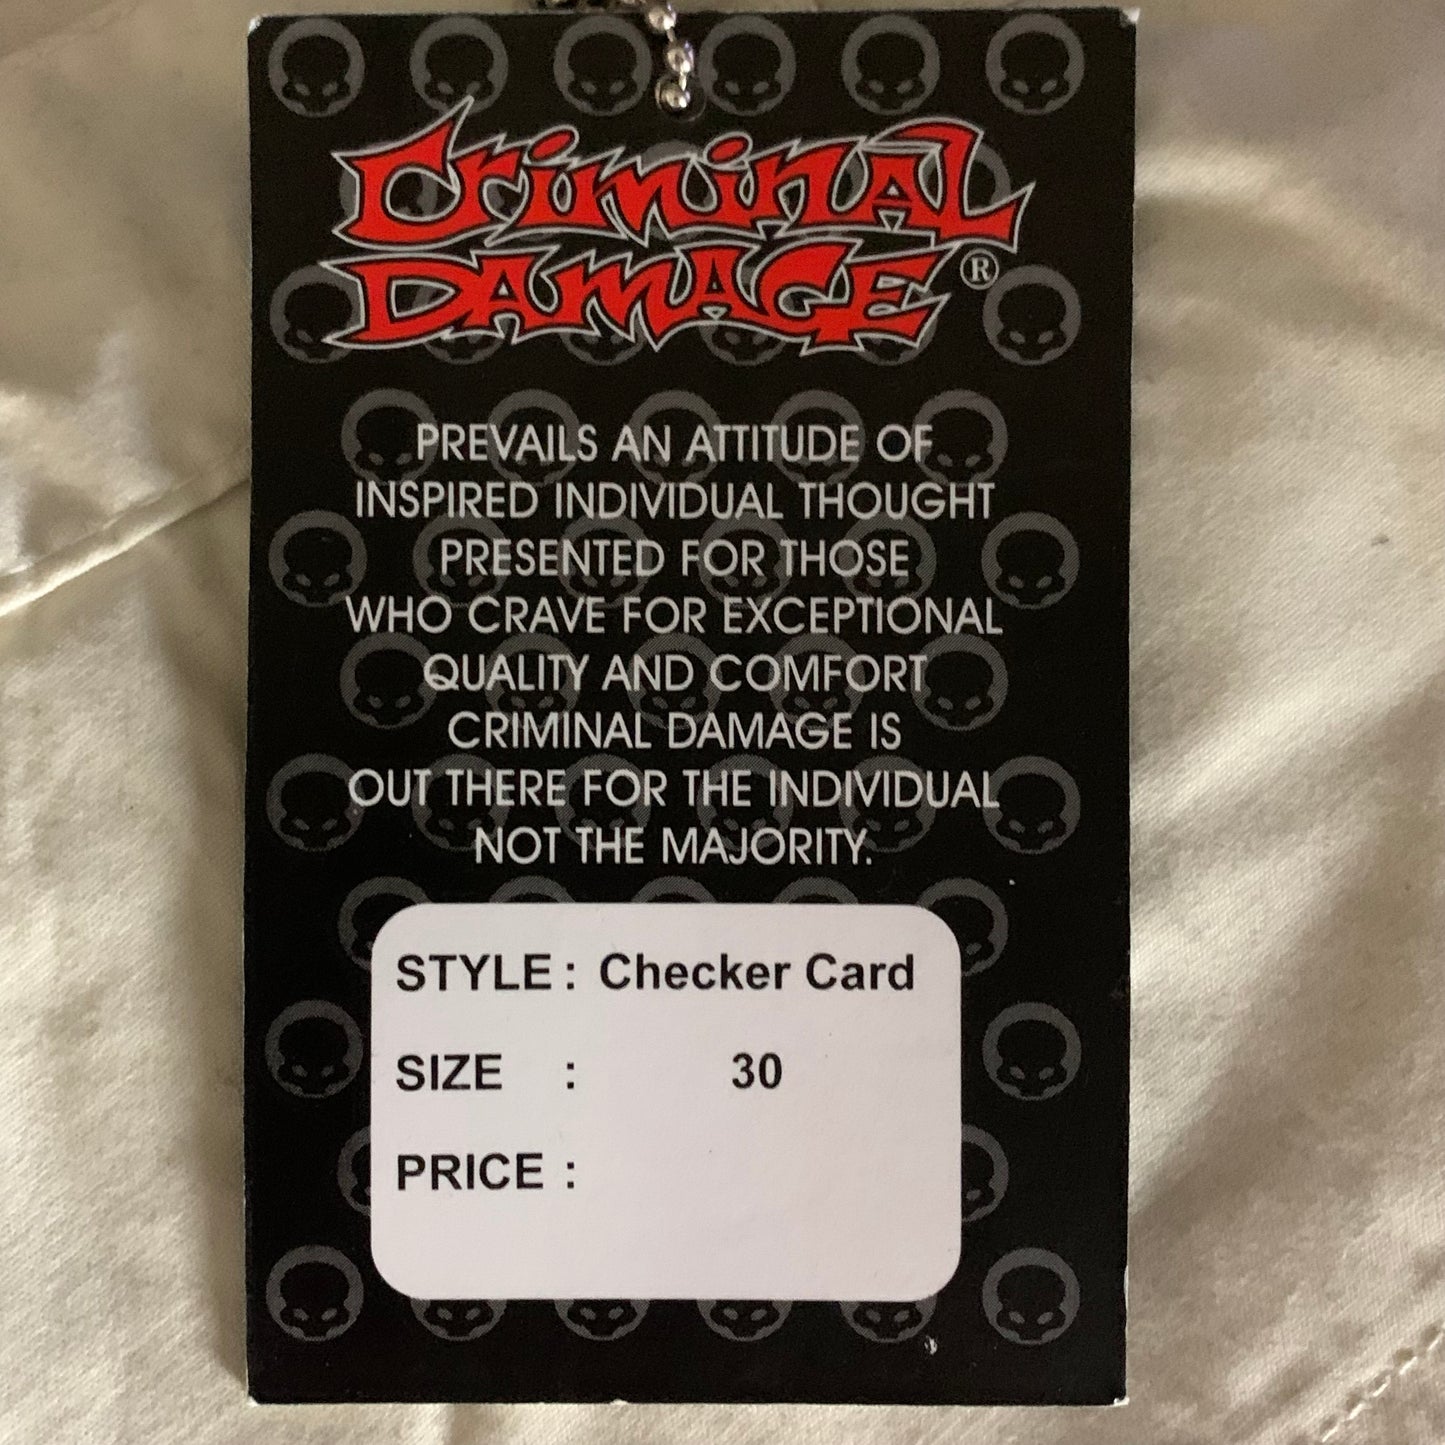 Criminal
Damage®
PREVAILS AN ATTITUDE OF
INSPIRED INDIVIDUAL THOUGHT
PRESENTED FOR THOSE
WHO CRAVE FOR EXCEPTIONAL
QUALITY AND COMFORT
CRIMINAL DAMAGE IS
OUT THERE FOR THE INDIVIDUAL
NOT THE MAJORITY.
STYLE : Checker Card
SIZE : 30
PRICE :